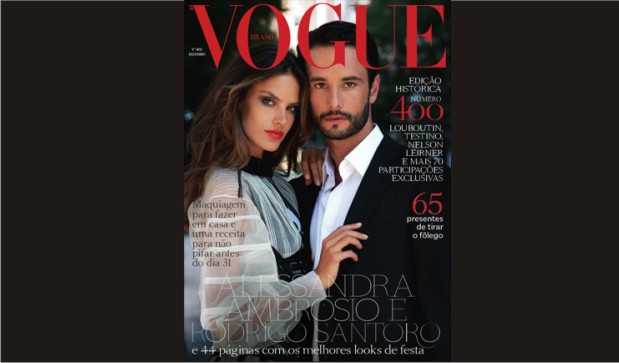 VOGUE
BRASIL
Nº 400
DEZEMBRO
EDIÇÃO
HISTÓRICA
NÚMERO
400
LOUBOUTIN,
TESTINO,
NELSON
LEIRNER
E MAIS 70
PARTICIPAÇÕES
EXCLUSIVAS
65
presentes
de tirar
o fôlego
Maquiagem
para fazer
em casa e
uma receita
para não
pifar antes
do dia 31
ALESSANDRA
AMBROSIO E
RODRIGO SANTORO
e 44 páginas com os melhores looks de festa